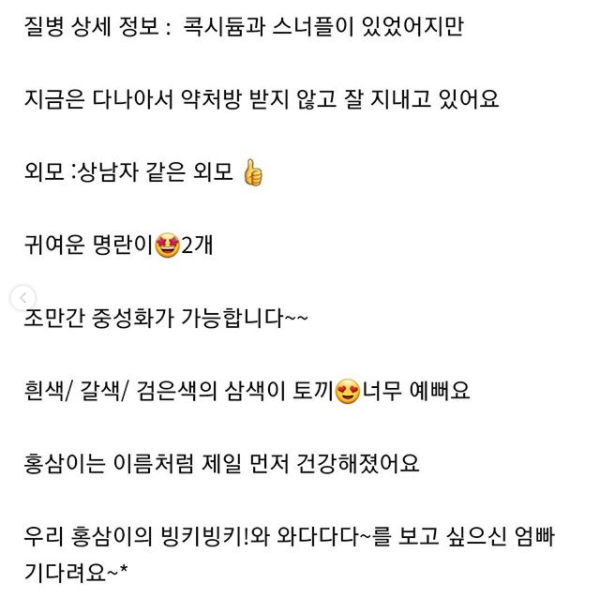 질병 상세 정보 :  콕시듐과 스너플이 있었어지만
지금은 다나아서 약처방 받지 않고 잘 지내고 있어요
외모 :상남자 같은 외모 👍
귀여운 명란이🤩2개
조만간 중성화가 가능합니다~~
흰색/ 갈색/ 검은색의 삼색이 토끼😍너무 예뻐요
홍삼이는 이름처럼 제일 먼저 건강해졌어요
우리 홍삼이의 빙키빙키!와 와다다다~를 보고 싶으신 엄빠
기다려요~*